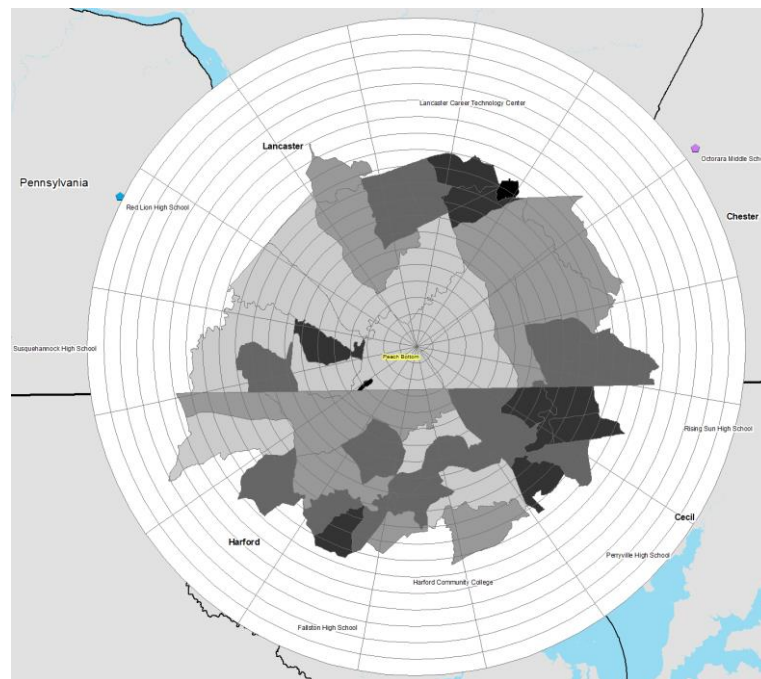 Lancaster Career Technology Center
Lancaster
Octorara Middle Scho
Pennsylvania
Red Lion High School
Chester
Susquehannock High School
Peach Bottom
Rising Sun High School
Cecil
Harford
Perryville High School
Harford Community College
Fallston High School